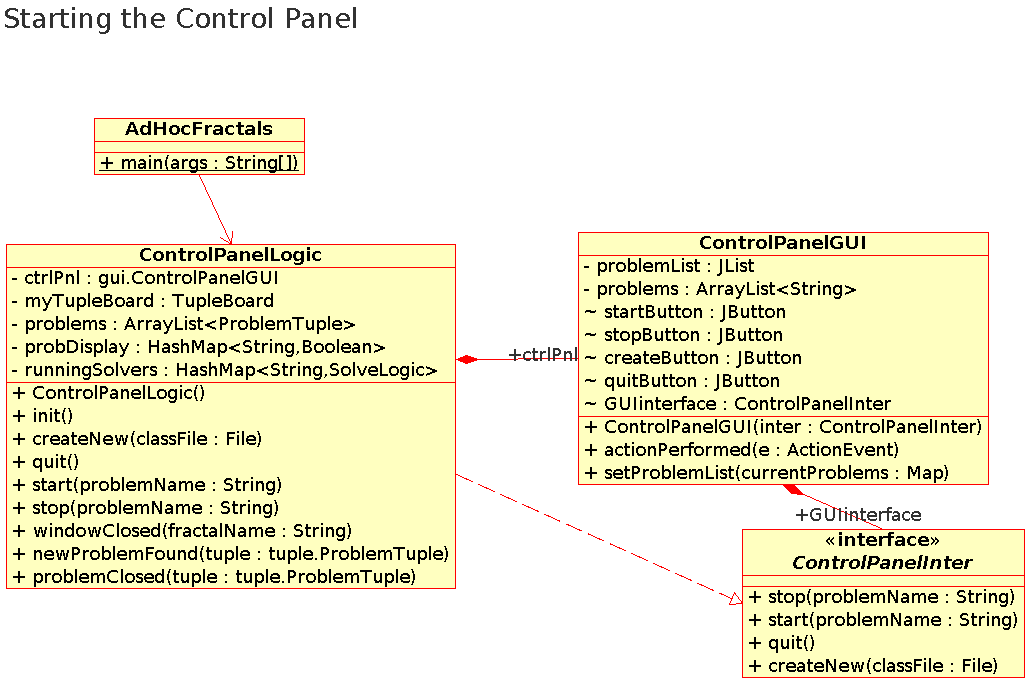 Starting the Control Panel
AdHocFractals
+ main(args : String[])
ControlPanelLogic
- ctrlPnl : gui.ControlPanelGUI
- myTupleBoard : TupleBoard
- problems : ArrayList<ProblemTuple>
- probDisplay : HashMap<String,Boolean>
- runningSolvers : HashMap<String,SolveLogic>
+ ControlPanelLogic()
+ init()
+ createNew(classFile : File)
+ quit()
+ start(problemName : String)
+ stop(problemName : String)
+ windowClosed(fractalName : String)
+ newProblemFound(tuple : tuple.ProblemTuple)
+ problemClosed(tuple : tuple.ProblemTuple)
+ctrlPnl
ControlPanelGUI
- problemList : JList
- problems : ArrayList<String>
~ startButton : JButton
~ stopButton : JButton
~ createButton : JButton
~ quitButton : JButton
~ GUIinterface : ControlPanelInter
+ ControlPanelGUI(inter : ControlPanelInter)
+ actionPerformed(e : ActionEvent)
+ setProblemList(currentProblems : Map)
+GUIinterface
«interface»
ControlPanelInter
+ stop(problemName : String)
+ start(problemName : String)
+ quit()
+ createNew(classFile : File)